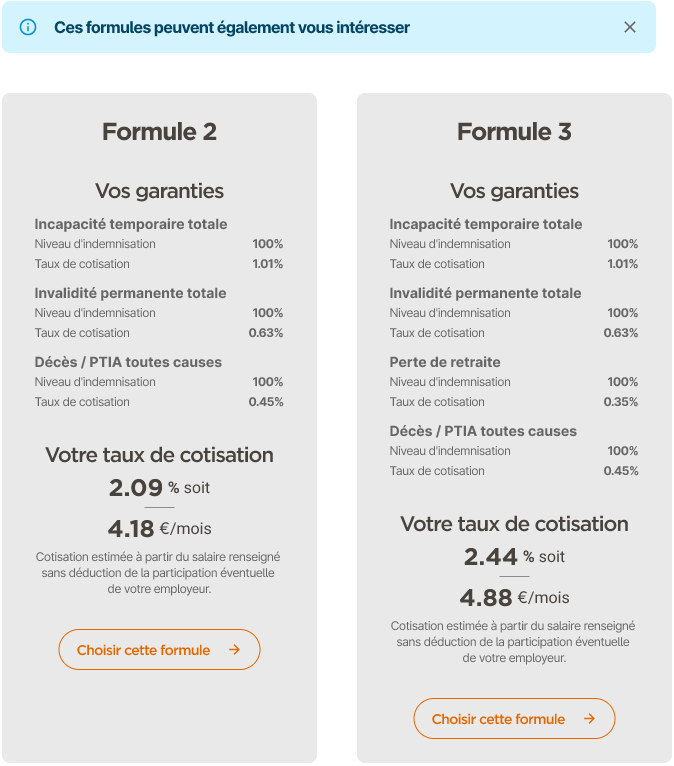 Ces formules peuvent également vous intéresser
Formule 2
Vos garanties
Incapacité temporaire totale
Niveau d'indemnisation 100%
Taux de cotisation 1.01%
Invalidité permanente totale
Niveau d'indemnisation 100%
Taux de cotisation 0.63%
Décès / PTIA toutes causes
Niveau d'indemnisation 100%
Taux de cotisation 0.45%
Votre taux de cotisation
2.09 % soit
4.18 €/mois
Cotisation estimée à partir du salaire renseigné
sans déduction de la participation éventuelle
de votre employeur.
Choisir cette formule
Formule 3
Vos garanties
Incapacité temporaire totale
Niveau d'indemnisation 100%
Taux de cotisation 1.01%
Invalidité permanente totale
Niveau d'indemnisation 100%
Taux de cotisation 0.63%
Perte de retraite
Niveau d'indemnisation 100%
Taux de cotisation 0.35%
Décès / PTIA toutes causes
Niveau d'indemnisation 100%
Taux de cotisation 0.45%
Votre taux de cotisation
2.44 % soit
4.88 €/mois
Cotisation estimée à partir du salaire renseigné
sans déduction de la participation éventuelle
de votre employeur.
Choisir cette formule